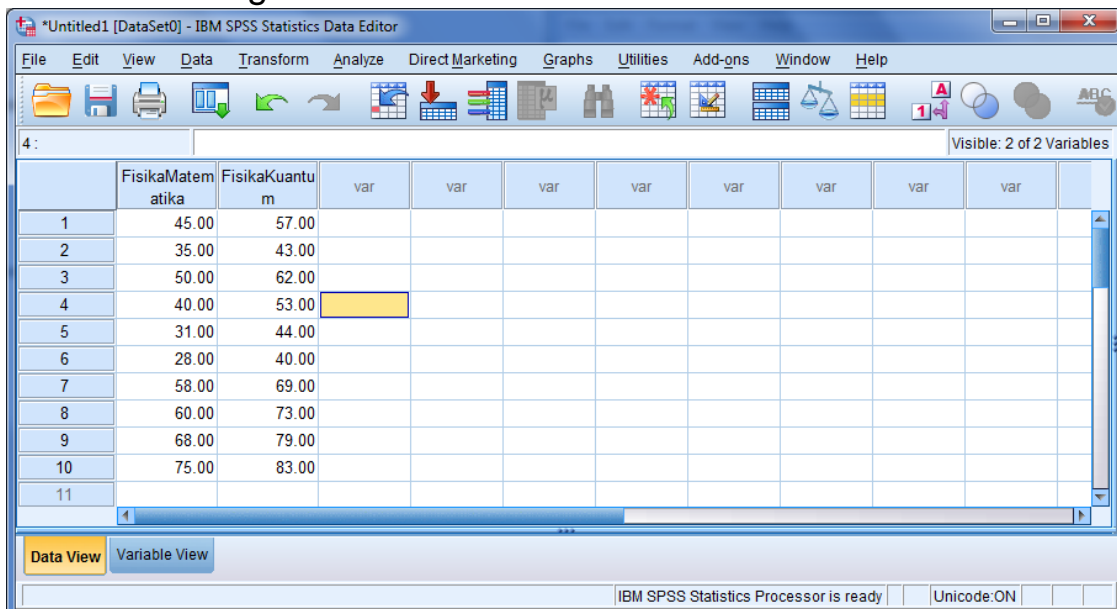 *Untitled1 [DataSet0] - IBM SPSS Statistics Data Editor
File Edit View Data Transform Analyze Direct Marketing Graphs Utilities Add-ons Window Help
4 : Visible: 2 of 2 Variables
FisikaMatem FisikaKuantu var var var var var var var var
atika m
1 45.00 57.00
2 35.00 43.00
3 50.00 62.00
4 40.00 53.00
5 31.00 44.00
6 28.00 40.00
7 58.00 69.00
8 60.00 73.00
9 68.00 79.00
10 75.00 83.00
11
Data View Variable View
IBM SPSS Statistics Processor is ready Unicode:ON